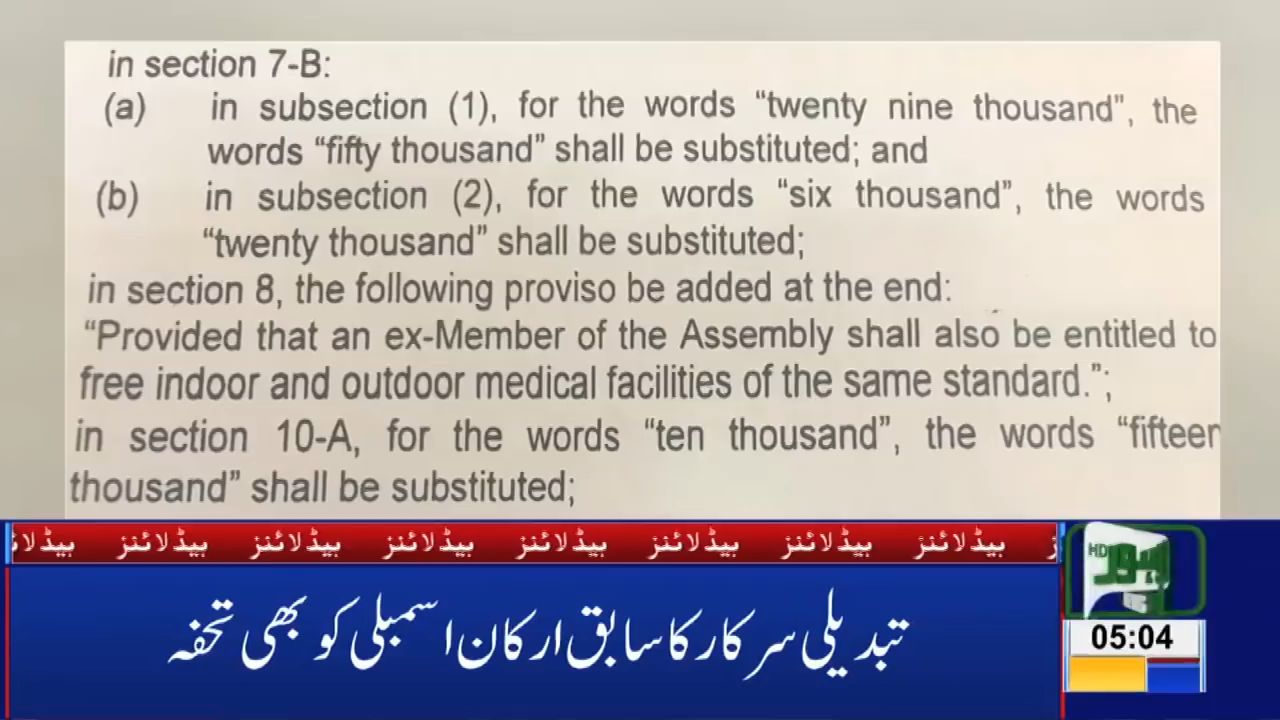 in section 7-B:
(a) in subsection (1), for the words “twenty nine thousand”, the
words “fifty thousand” shall be substituted; and
(b) in subsection (2), for the words “six thousand”, the words
“twenty thousand” shall be substituted;
in section 8, the following proviso be added at the end:
“Provided that an ex-Member of the Assembly shall also be entitled to
free indoor and outdoor medical facilities of the same standard.”;
in section 10-A, for the words “ten thousand”, the words “fifteen
thousand” shall be substituted;
ہیڈلائنز ہیڈلائنز ہیڈلائنز ہیڈلائنز ہیڈلائنز ہیڈلائنز ہیڈلائنز
HD لاہور
تبدیلی سرکار کا سابق ارکان اسمبلی کو بھی تحفہ
05:04